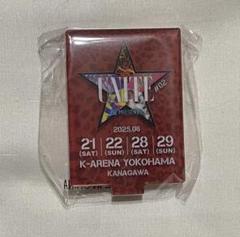 UNITE
#02
2025.06
21 22 28 29
(SAT) (SUN) (SAT) (SUN)
K-ARENA YOKOHAMA
KANAGAWA